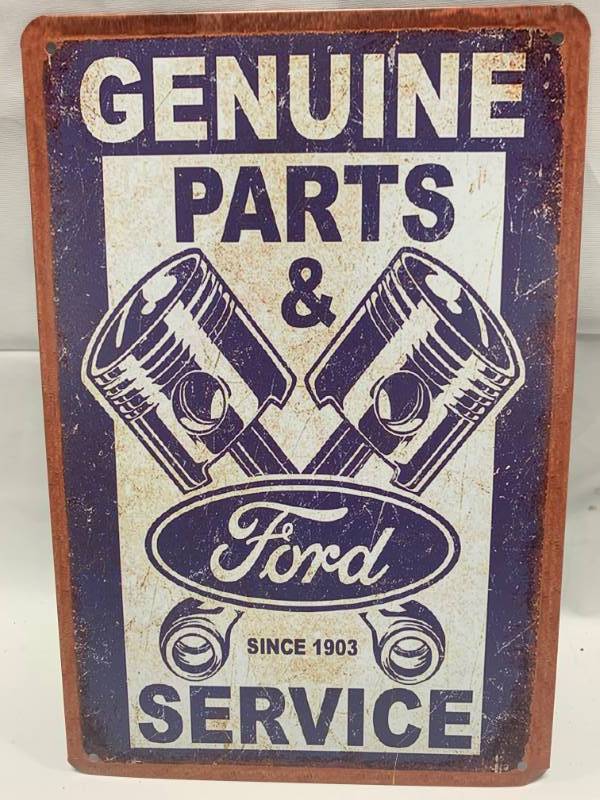 GENUINE
PARTS
&
Ford
SINCE 1903
SERVICE